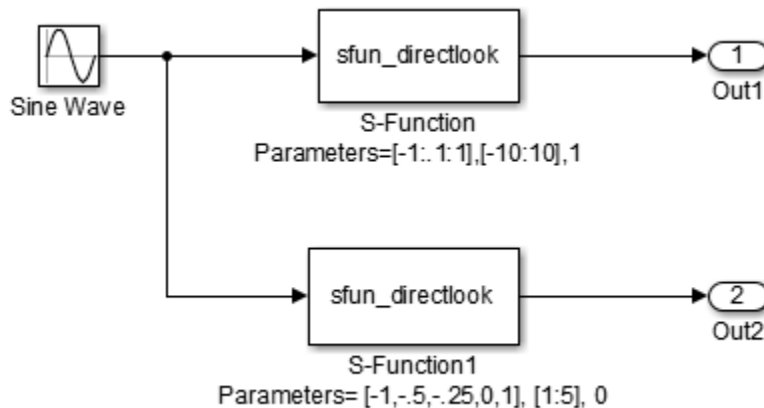 sfun_directlook
1
Sine Wave
Out1
S-Function
Parameters=[-1:.1:1],[-10:10],1
sfun_directlook
2
Out2
S-Function1
Parameters= [-1,-.5,-.25,0,1], [1:5], 0